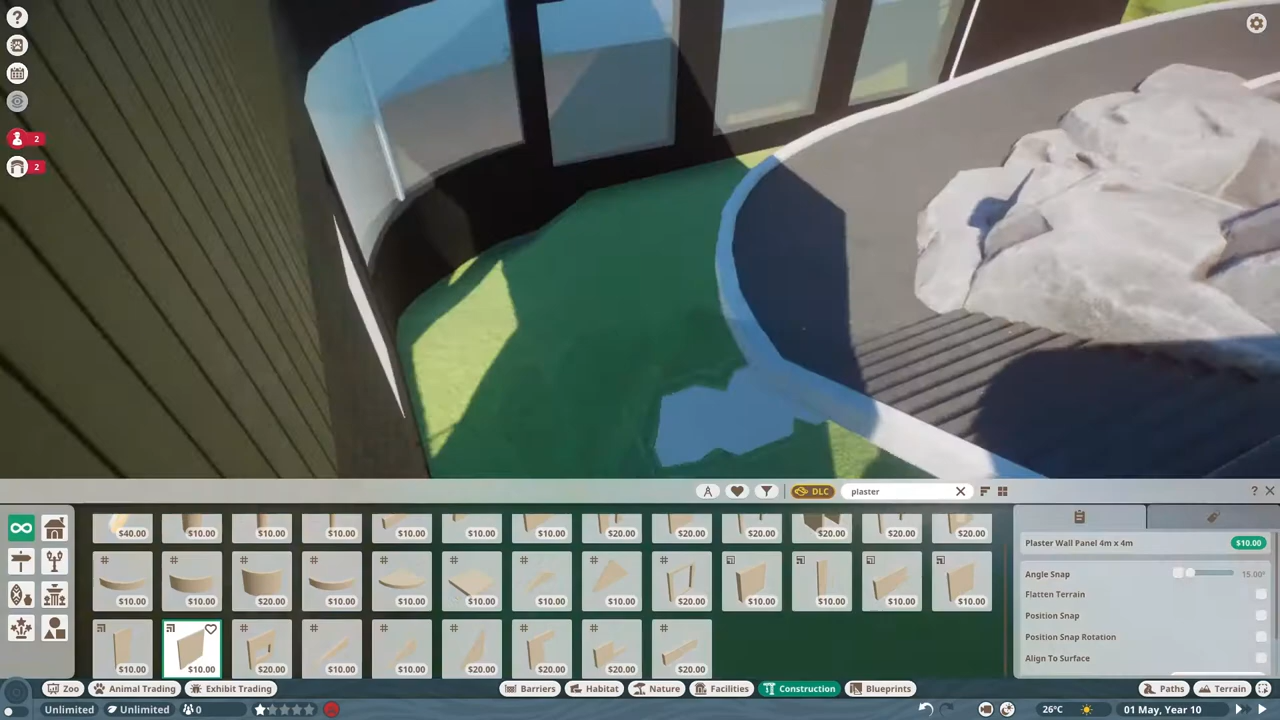 ?
2
2
DLC
plaster
?
$40.00 $10.00 $10.00 $10.00 $10.00 $10.00 $10.00 $20.00 $20.00 $20.00 $20.00 $20.00 $20.00
$10.00 $10.00 $20.00 $10.00 $10.00 $10.00 $10.00 $10.00 $20.00 $10.00 $10.00 $10.00 $10.00
$10.00 $10.00 $20.00 $10.00 $10.00 $10.00 $20.00 $20.00 $20.00
Plaster Wall Panel 4m x 4m $10.00
Angle Snap 15.00°
Flatten Terrain
Position Snap
Position Snap Rotation
Align To Surface
Zoo Animal Trading Exhibit Trading Barriers Habitat Nature Facilities Construction Blueprints Paths Terrain
Unlimited Unlimited 0 26°C 01 May, Year 10